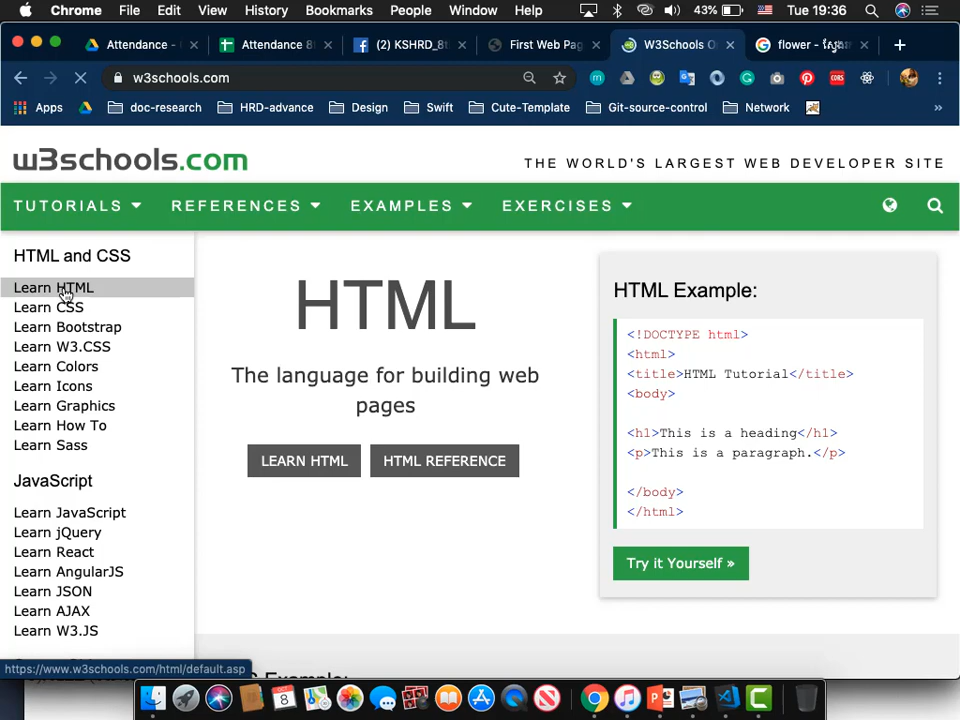 Chrome File Edit View History Bookmarks People Window Help 43% Tue 19:36
Attendance - Attendance 8 (2) KSHRD_8t First Web Pag W3Schools O flower - ស្វែ
w3schools.com
Apps doc-research HRD-advance Design Swift Cute-Template Git-source-control Network »
w3schools.com THE WORLD'S LARGEST WEB DEVELOPER SITE
TUTORIALS REFERENCES EXAMPLES EXERCISES
HTML and CSS
Learn HTML
Learn CSS
Learn Bootstrap
Learn W3.CSS
Learn Colors
Learn Icons
Learn Graphics
Learn How To
Learn Sass
JavaScript
Learn JavaScript
Learn jQuery
Learn React
Learn AngularJS
Learn JSON
Learn AJAX
Learn W3.JS
HTML
The language for building web
pages
LEARN HTML HTML REFERENCE
HTML Example:
<!DOCTYPE html>
<html>
<title>HTML Tutorial</title>
<body>
<h1>This is a heading</h1>
<p>This is a paragraph.</p>
</body>
</html>
Try it Yourself »
https://www.w3schools.com/html/default.asp